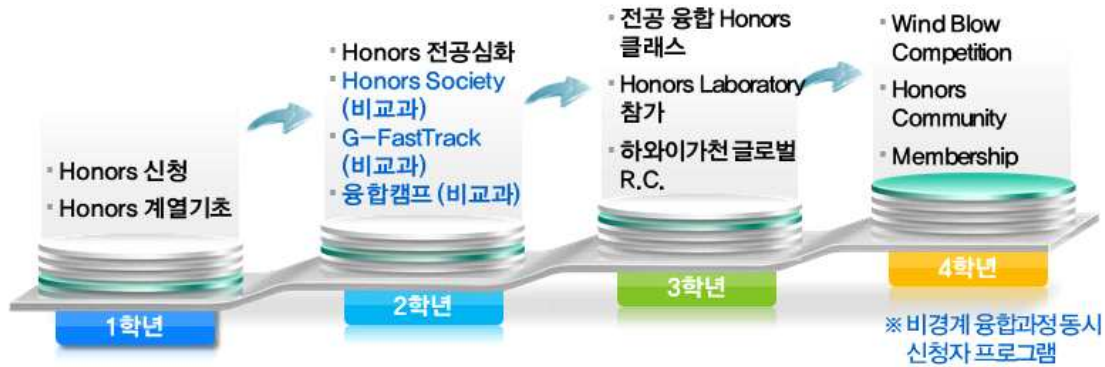 Honors 신청
Honors 계열기초
1학년
Honors 전공심화
Honors Society
(비교과)
G-FastTrack
(비교과)
융합캠프 (비교과)
2학년
전공 융합 Honors
클래스
Honors Laboratory
참가
하와이가천 글로벌
R.C.
3학년
Wind Blow
Competition
Honors
Community
Membership
4학년
※ 비경계 융합과정 동시
신청자 프로그램